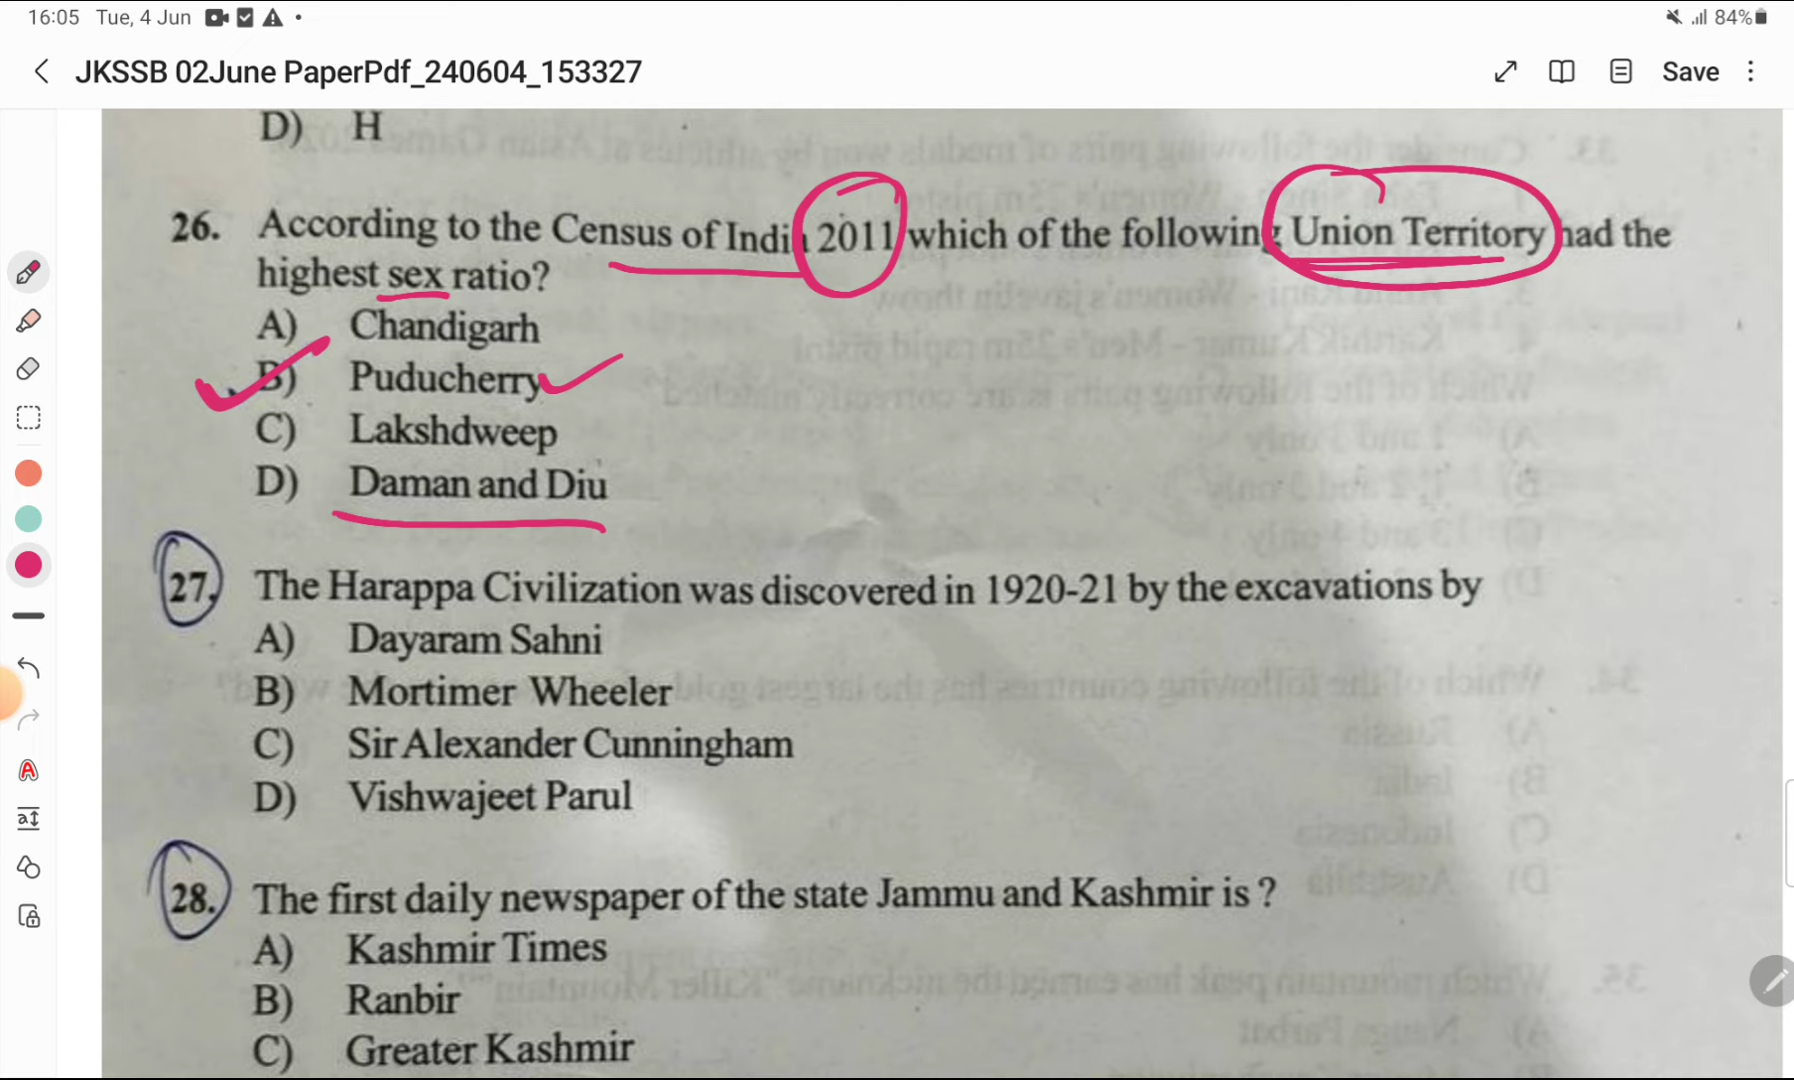 16:05 Tue, 4 Jun
84%
JKSSB 02June PaperPdf_240604_153327
Save
D) H
26. According to the Census of India 2011 which of the following Union Territory had the
highest sex ratio?
A) Chandigarh
B) Puducherry
C) Lakshdweep
D) Daman and Diu
27. The Harappa Civilization was discovered in 1920-21 by the excavations by
A) Dayaram Sahni
B) Mortimer Wheeler
C) Sir Alexander Cunningham
D) Vishwajeet Parul
28. The first daily newspaper of the state Jammu and Kashmir is ?
A) Kashmir Times
B) Ranbir
C) Greater Kashmir